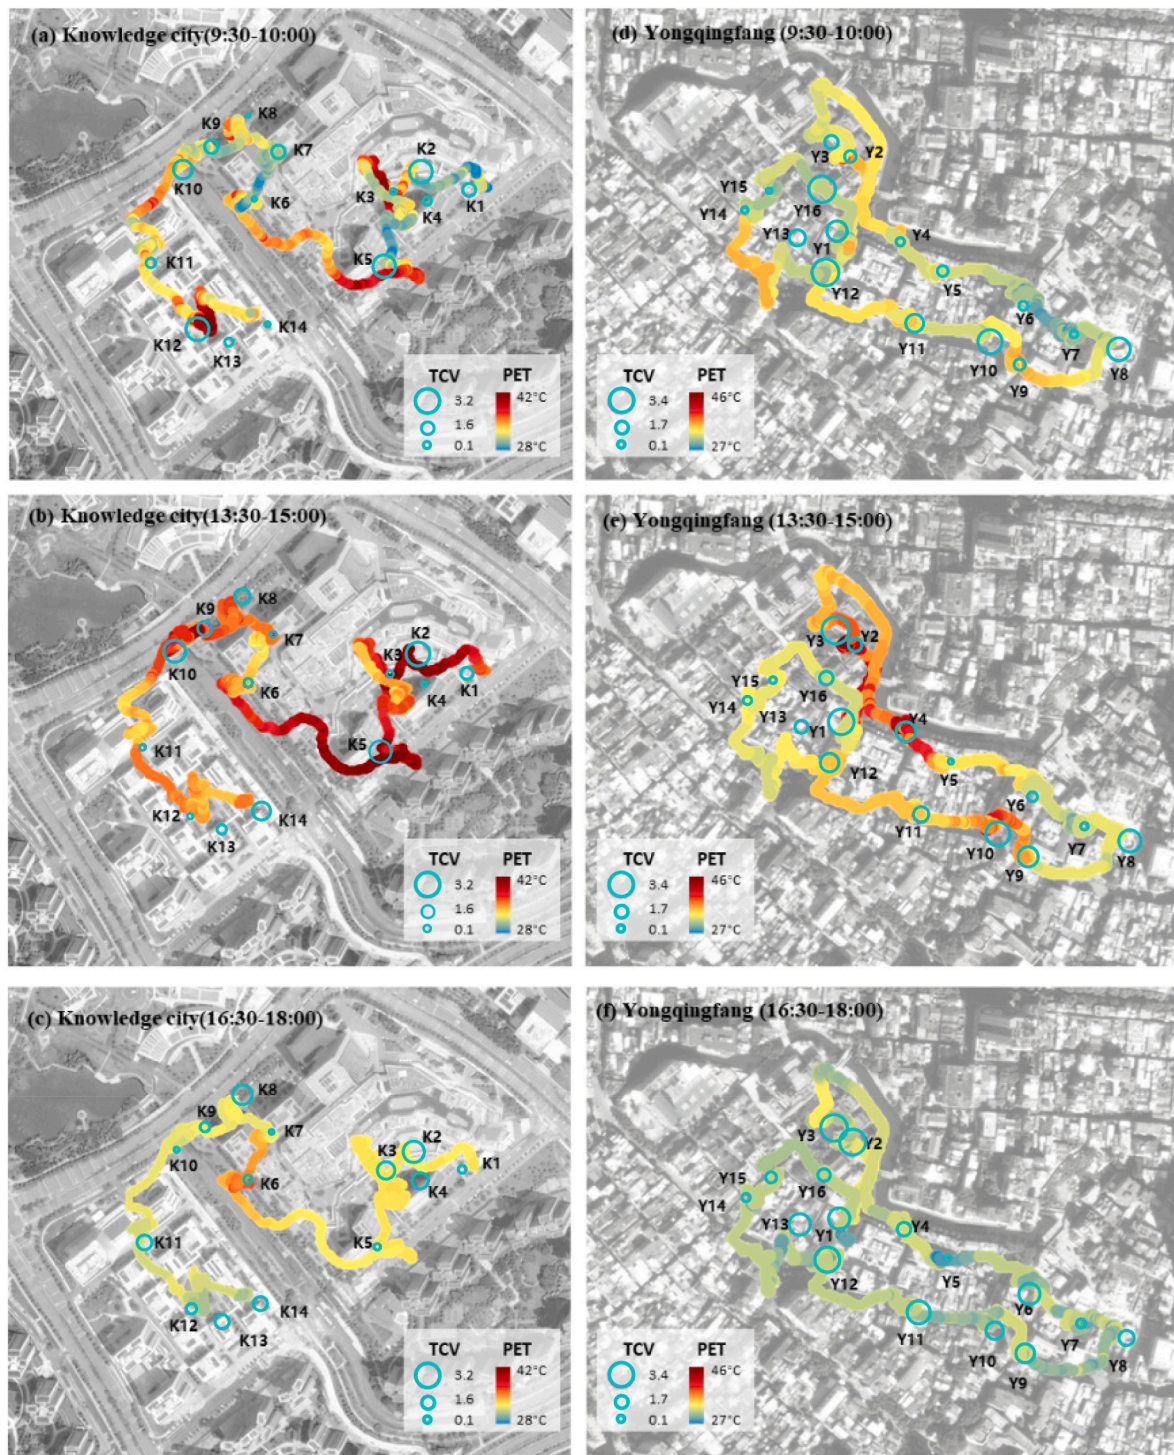 (a) Knowledge city(9:30-10:00)
K8
K9
K7
K2
K10
K3
K1
K6
K4
K5
K11
K12
K14
K13
TCV PET
3.2 42°C
1.6
0.1 28°C
(d) Yongqingfang (9:30-10:00)
Y3
Y2
Y15
Y14
Y16
Y13
Y1
Y4
Y12
Y5
Y6
Y11
Y7
Y10
Y8
Y9
TCV PET
3.4 46°C
1.7
0.1 27°C
(b) Knowledge city(13:30-15:00)
K8
K9
K7
K2
K10
K3
K1
K6
K4
K5
K11
K12
K14
K13
TCV PET
3.2 42°C
1.6
0.1 28°C
(e) Yongqingfang (13:30-15:00)
Y3
Y2
Y15
Y16
Y14
Y13
Y1
Y4
Y12
Y5
Y6
Y11
Y7
Y10
Y8
Y9
TCV PET
3.4 46°C
1.7
0.1 27°C
(c) Knowledge city(16:30-18:00)
K8
K9
K7
K2
K10
K3
K1
K6
K4
K5
K11
K14
K12
K13
TCV PET
3.2 42°C
1.6
0.1 28°C
(f) Yongqingfang (16:30-18:00)
Y3
Y2
Y15
Y16
Y14
Y13
Y1
Y4
Y12
Y5
Y6
Y11
Y7
Y10
Y8
Y9
TCV PET
3.4 46°C
1.7
0.1 27°C